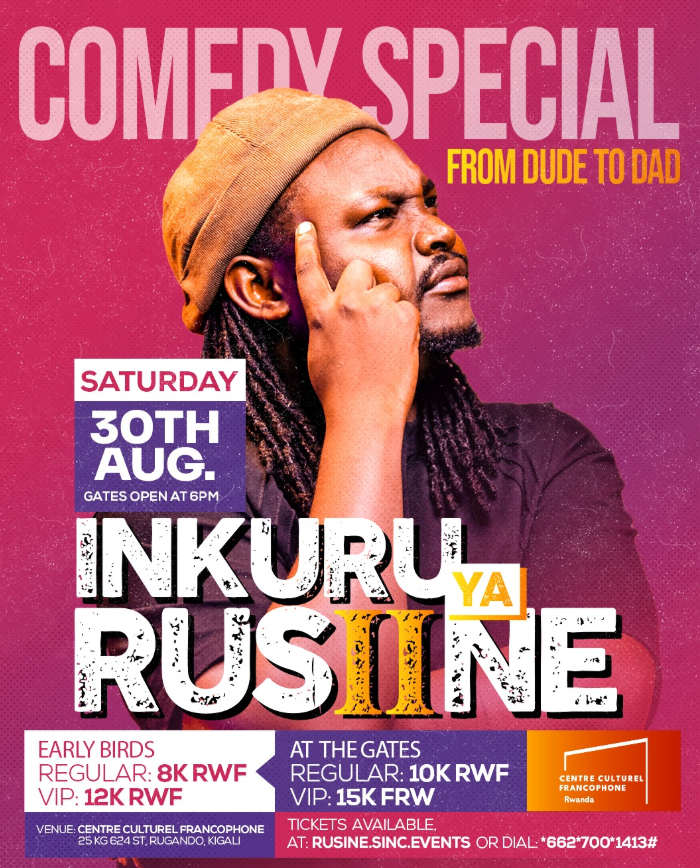 COMEDY SPECIAL
FROM DUDE TO DAD
SATURDAY
30TH
AUG.
GATES OPEN AT 6PM
INKURU
YA
RUSIINE
EARLY BIRDS
REGULAR: 8K RWF
VIP: 12K RWF
AT THE GATES
REGULAR: 10K RWF
VIP: 15K FRW
CENTRE CULTUREL
FRANCOPHONE
Rwanda
VENUE: CENTRE CULTUREL FRANCOPHONE
25 KG 624 ST, RUGANDO, KIGALI
TICKETS AVAILABLE,
AT: RUSINE.SINC.EVENTS OR DIAL: *662*700*1413#